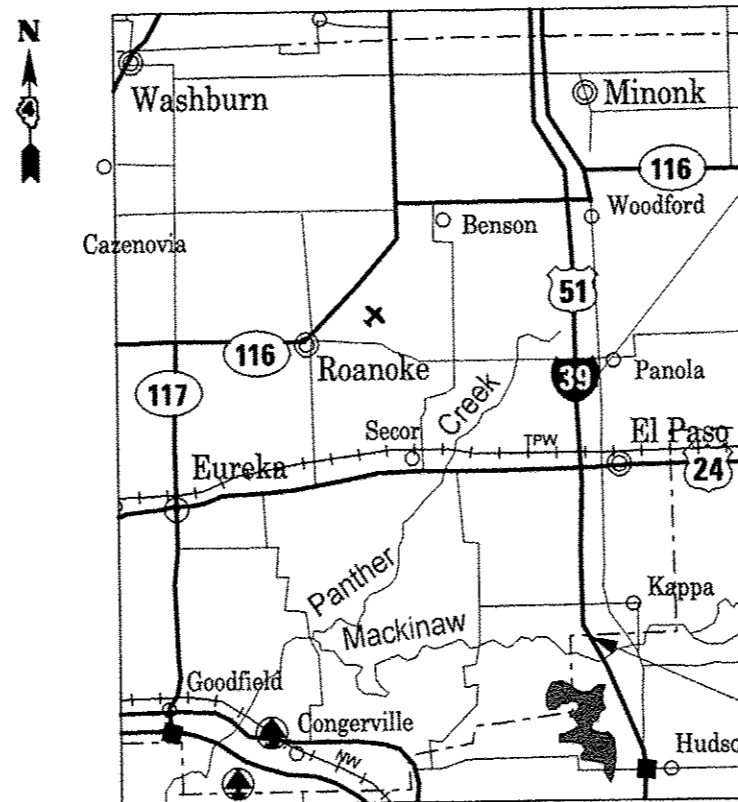 N
Washburn
Minonk
116
Woodford
Benson
Cazenovia
51
116
Roanoke
39
Panola
117
Creek
Secor
TPW
El Paso
24
Eureka
Panther
Kappa
Mackinaw
Goodfield
Congerville
NW
Hudso